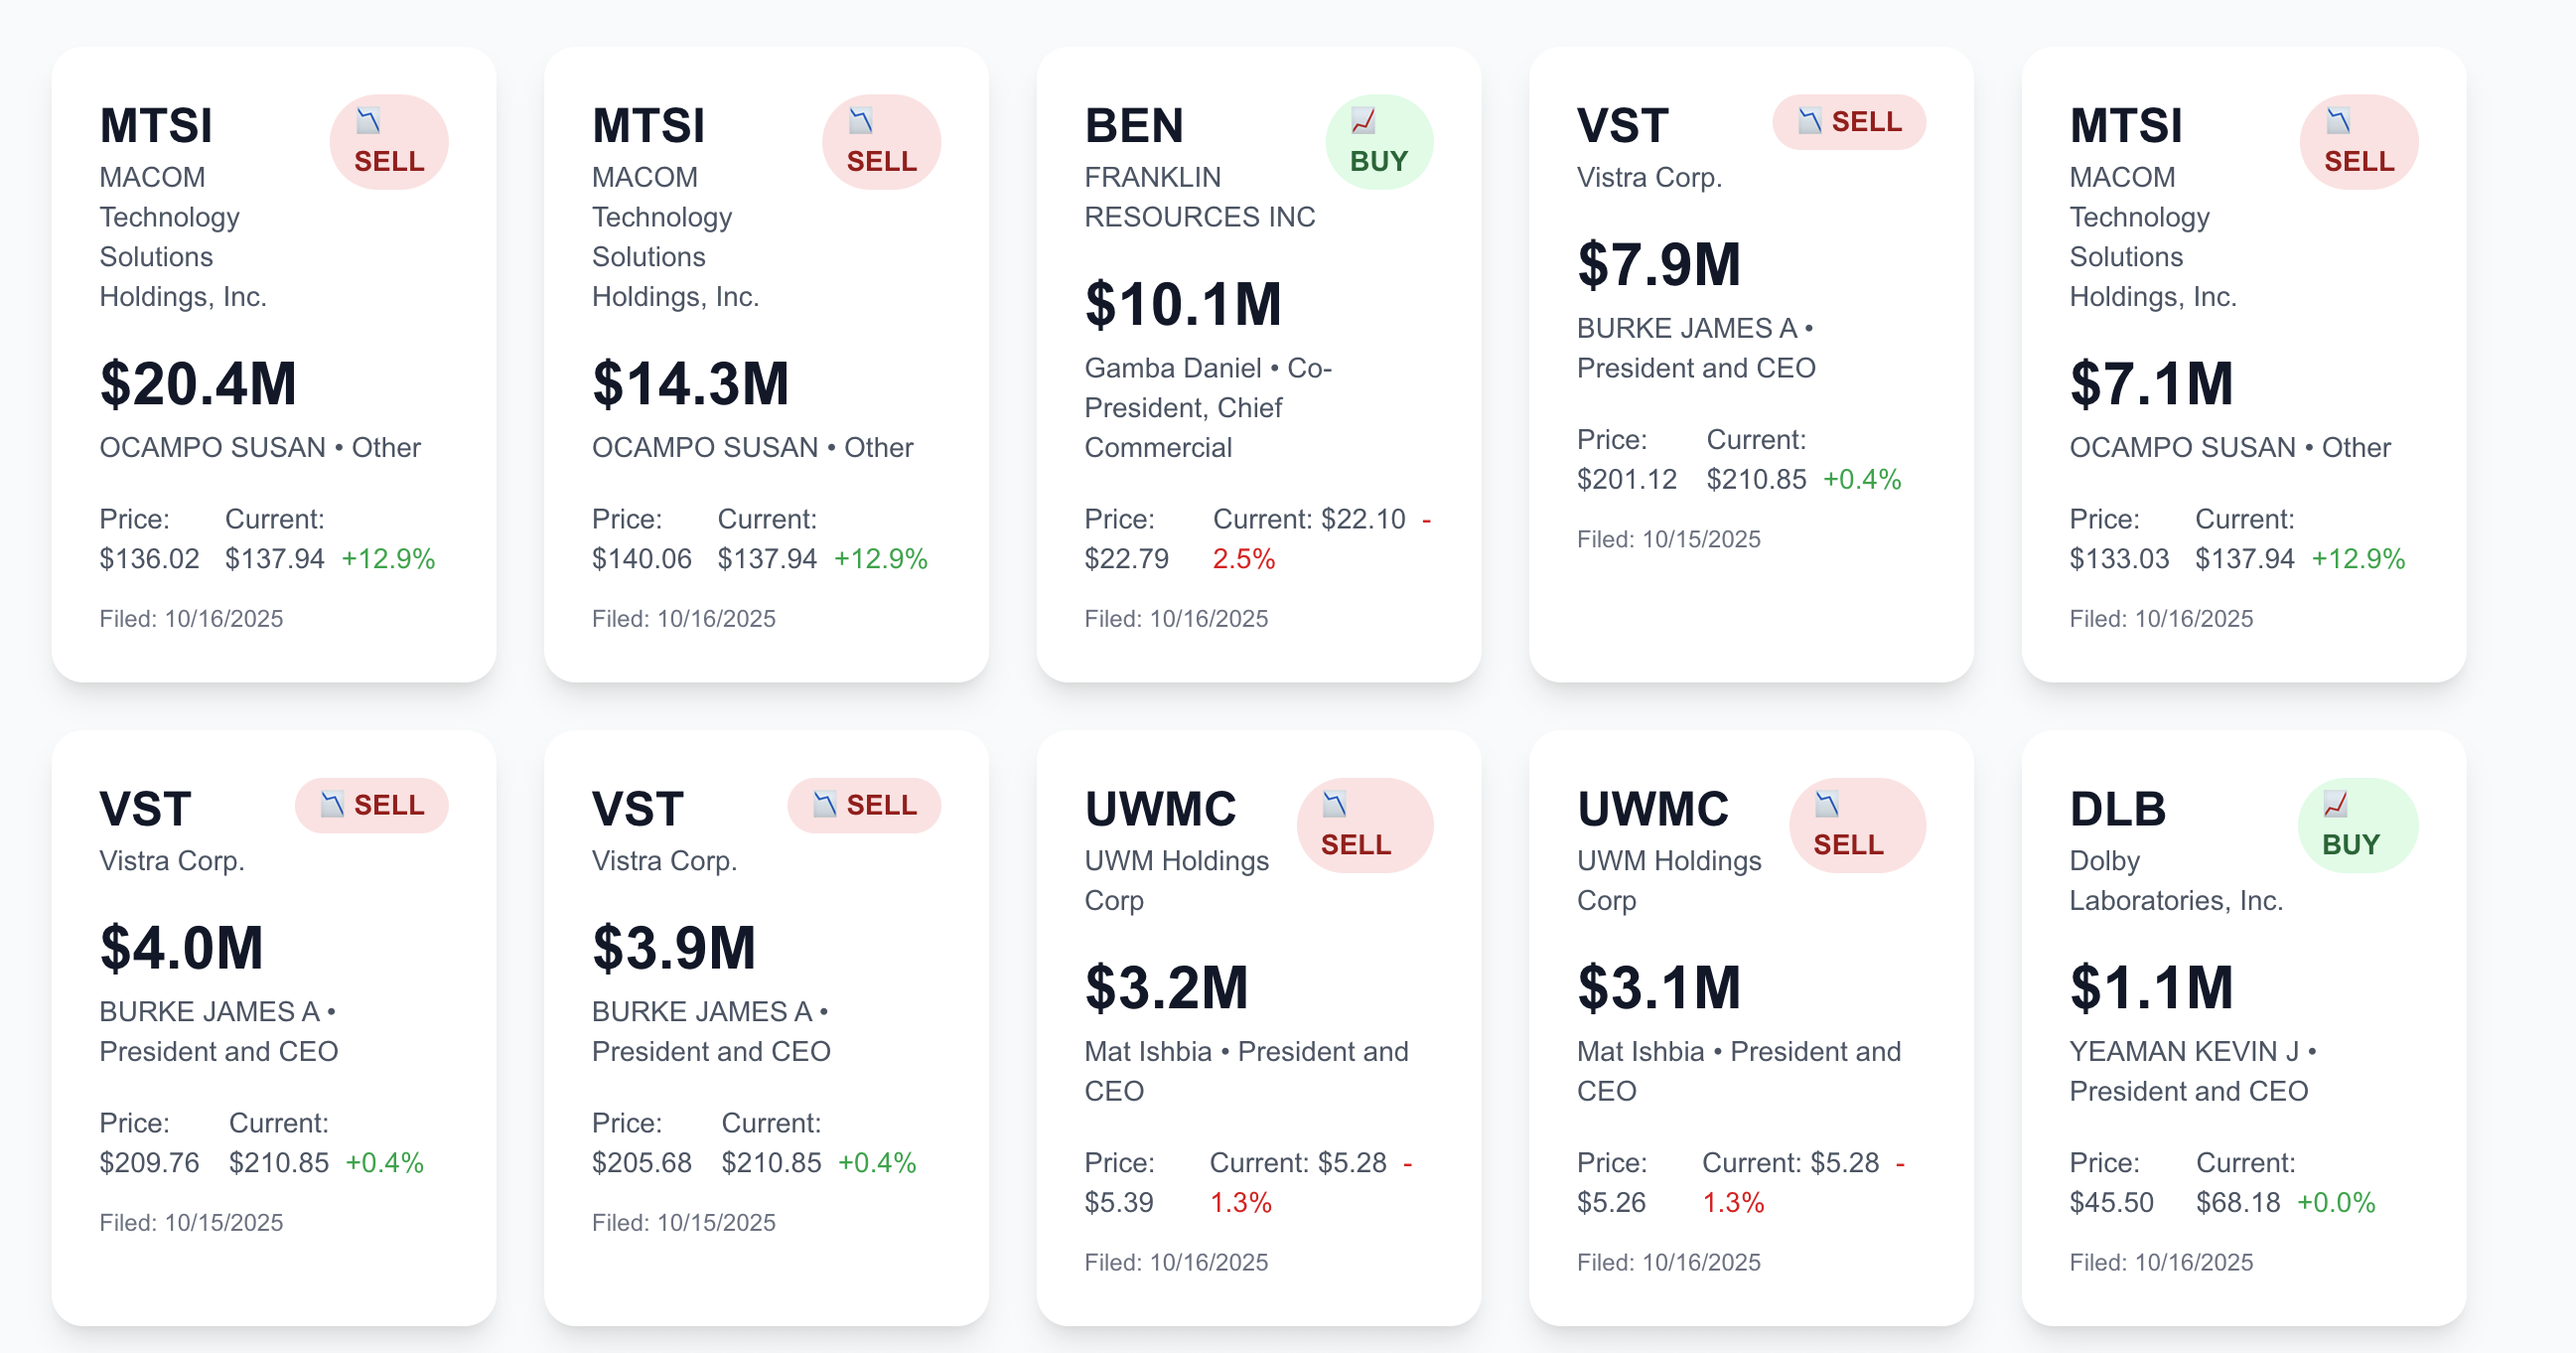 MTSI
SELL
MACOM
Technology
Solutions
Holdings, Inc.
$20.4M
OCAMPO SUSAN • Other
Price:
$136.02
Current:
$137.94 +12.9%
Filed: 10/16/2025
MTSI
SELL
MACOM
Technology
Solutions
Holdings, Inc.
$14.3M
OCAMPO SUSAN • Other
Price:
$140.06
Current:
$137.94 +12.9%
Filed: 10/16/2025
BEN
BUY
FRANKLIN
RESOURCES INC
$10.1M
Gamba Daniel • Co-
President, Chief
Commercial
Price:
$22.79
Current: $22.10 -
2.5%
Filed: 10/16/2025
VST
SELL
Vistra Corp.
$7.9M
BURKE JAMES A •
President and CEO
Price:
$201.12
Current:
$210.85 +0.4%
Filed: 10/15/2025
MTSI
SELL
MACOM
Technology
Solutions
Holdings, Inc.
$7.1M
OCAMPO SUSAN • Other
Price:
$133.03
Current:
$137.94 +12.9%
Filed: 10/16/2025
VST
SELL
Vistra Corp.
$4.0M
BURKE JAMES A •
President and CEO
Price:
$209.76
Current:
$210.85 +0.4%
Filed: 10/15/2025
VST
SELL
Vistra Corp.
$3.9M
BURKE JAMES A •
President and CEO
Price:
$205.68
Current:
$210.85 +0.4%
Filed: 10/15/2025
UWMC
SELL
UWM Holdings
Corp
$3.2M
Mat Ishbia • President and
CEO
Price:
$5.39
Current: $5.28 -
1.3%
Filed: 10/16/2025
UWMC
SELL
UWM Holdings
Corp
$3.1M
Mat Ishbia • President and
CEO
Price:
$5.26
Current: $5.28 -
1.3%
Filed: 10/16/2025
DLB
BUY
Dolby
Laboratories, Inc.
$1.1M
YEAMAN KEVIN J •
President and CEO
Price:
$45.50
Current:
$68.18 +0.0%
Filed: 10/16/2025